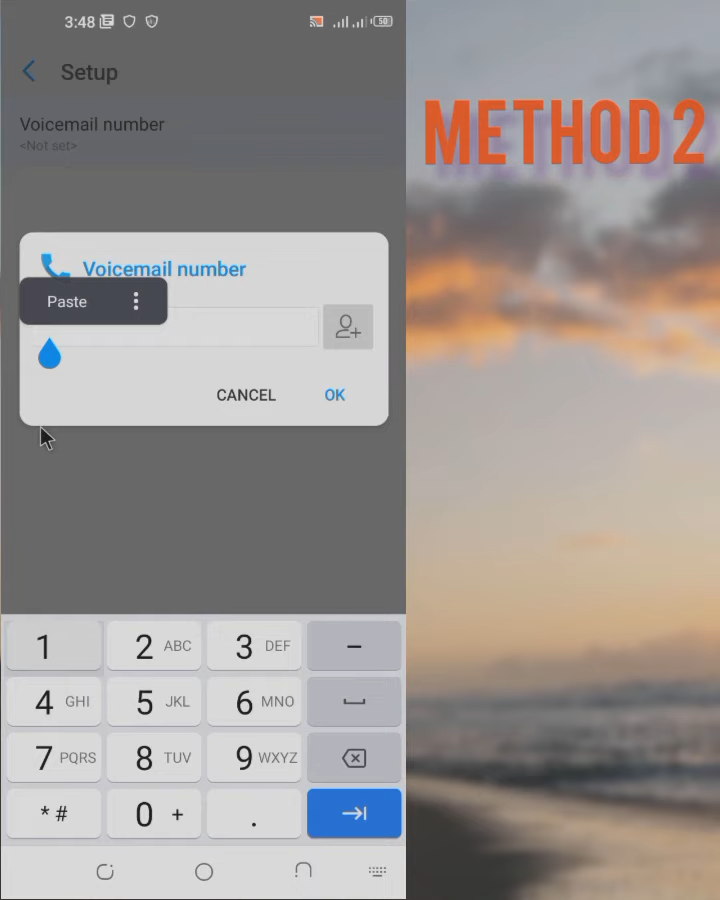 3:48
50
Setup
Voicemail number
<Not set>
Voicemail number
Paste
CANCEL
OK
METHOD 2
1
2 ABC
3 DEF
-
4 GHI
5 JKL
6 MNO
7 PQRS
8 TUV
9 WXYZ
* #
0 +
.